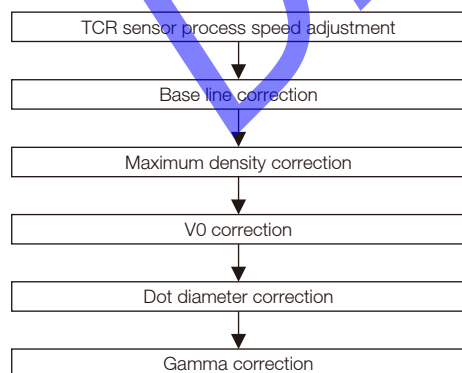 TCR sensor process speed adjustment
Base line correction
Maximum density correction
V0 correction
Dot diameter correction
Gamma correction